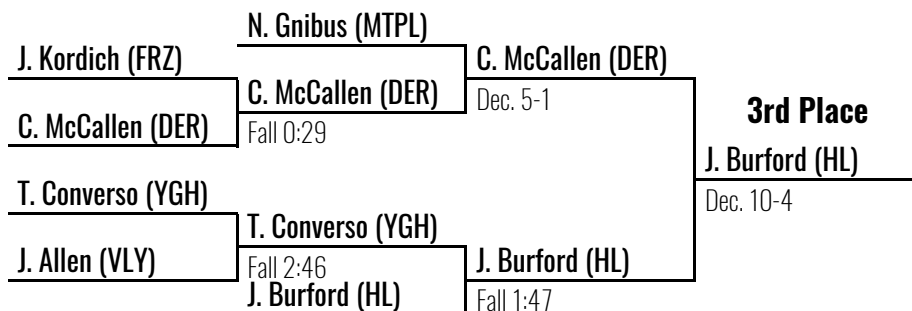 N. Gnibus (MTPL)
J. Kordich (FRZ)
C. McCallen (DER)
C. McCallen (DER)
Dec. 5-1
3rd Place
C. McCallen (DER)
Fall 0:29
J. Burford (HL)
Dec. 10-4
T. Converso (YGH)
T. Converso (YGH)
J. Allen (VLY)
Fall 2:46
J. Burford (HL)
J. Burford (HL)
Fall 1:47